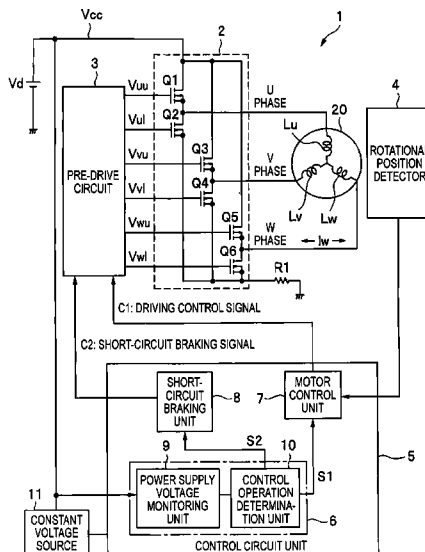 1
Vcc
2
3
4
Vd
Vuu
Q1
U
PHASE
20
PRE-DRIVE
CIRCUIT
Vul
Q2
Lu
ROTATIONAL
POSITION
DETECTOR
Vvu
Q3
V
PHASE
Vvl
Q4
Lv
Lw
Vwu
Q5
W
PHASE
Iw
Vwl
Q6
R1
C1: DRIVING CONTROL SIGNAL
C2: SHORT-CIRCUIT BRAKING SIGNAL
SHORT-
CIRCUIT
BRAKING
UNIT
8
7
MOTOR
CONTROL
UNIT
5
9
S2
10
S1
POWER SUPPLY
VOLTAGE
MONITORING
UNIT
CONTROL
OPERATION
DETERMINA-
TION UNIT
6
11
CONSTANT
VOLTAGE
SOURCE
CONTROL CIRCUIT UNIT